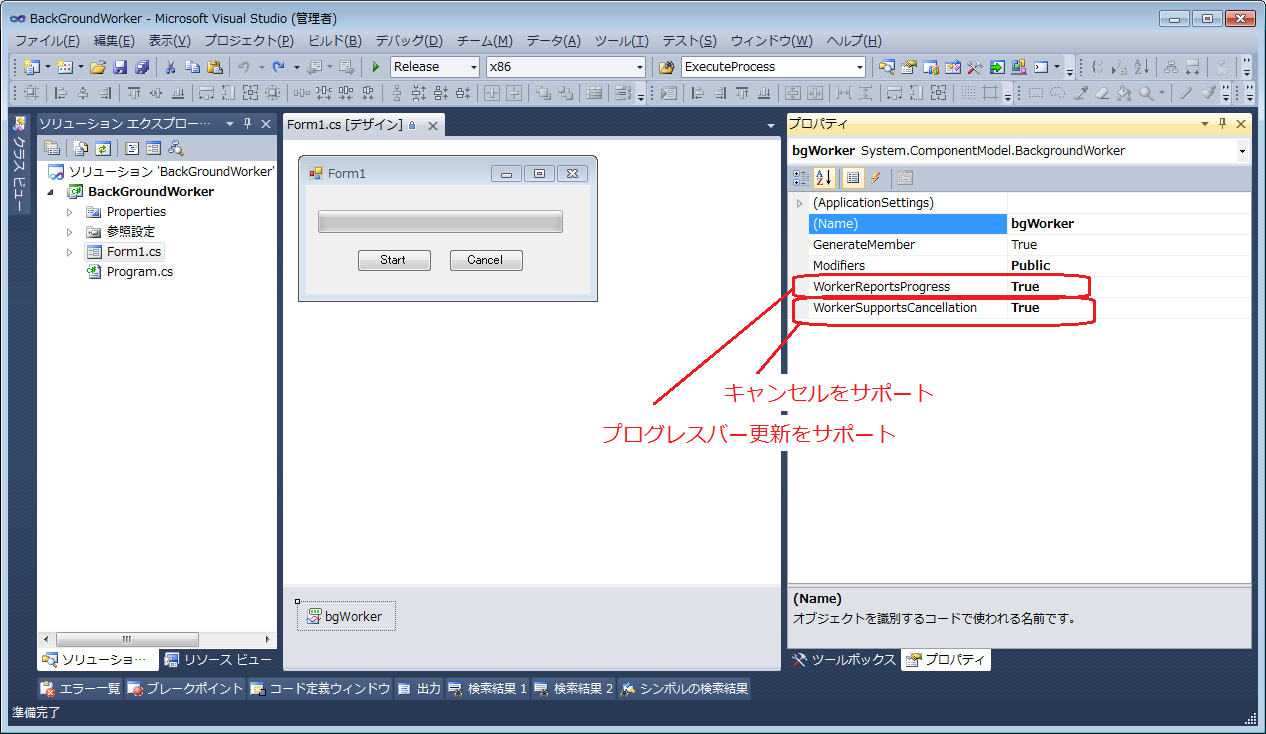 BackGroundWorker - Microsoft Visual Studio (管理者)
ファイル(F) 編集(E) 表示(V) プロジェクト(P) ビルド(B) デバッグ(D) チーム(M) データ(A) ツール(T) テスト(S) ウィンドウ(W) ヘルプ(H)
Release x86 ExecuteProcess
クラス ビュー
ソリューション エクスプロー…
ソリューション 'BackGroundWorker'
BackGroundWorker
Properties
参照設定
Form1.cs
Program.cs
ソリューショ…
リソース ビュー
Form1.cs [デザイン]
Form1
Start
Cancel
bgWorker
プロパティ
bgWorker System.ComponentModel.BackgroundWorker
(ApplicationSettings)
(Name) bgWorker
GenerateMember True
Modifiers Public
WorkerReportsProgress True
WorkerSupportsCancellation True
キャンセルをサポート
プログレスバー更新をサポート
(Name)
オブジェクトを識別するコードで使われる名前です。
ツールボックス
プロパティ
エラー一覧 ブレークポイント コード定義ウィンドウ 出力 検索結果 1 検索結果 2 シンボルの検索結果
準備完了